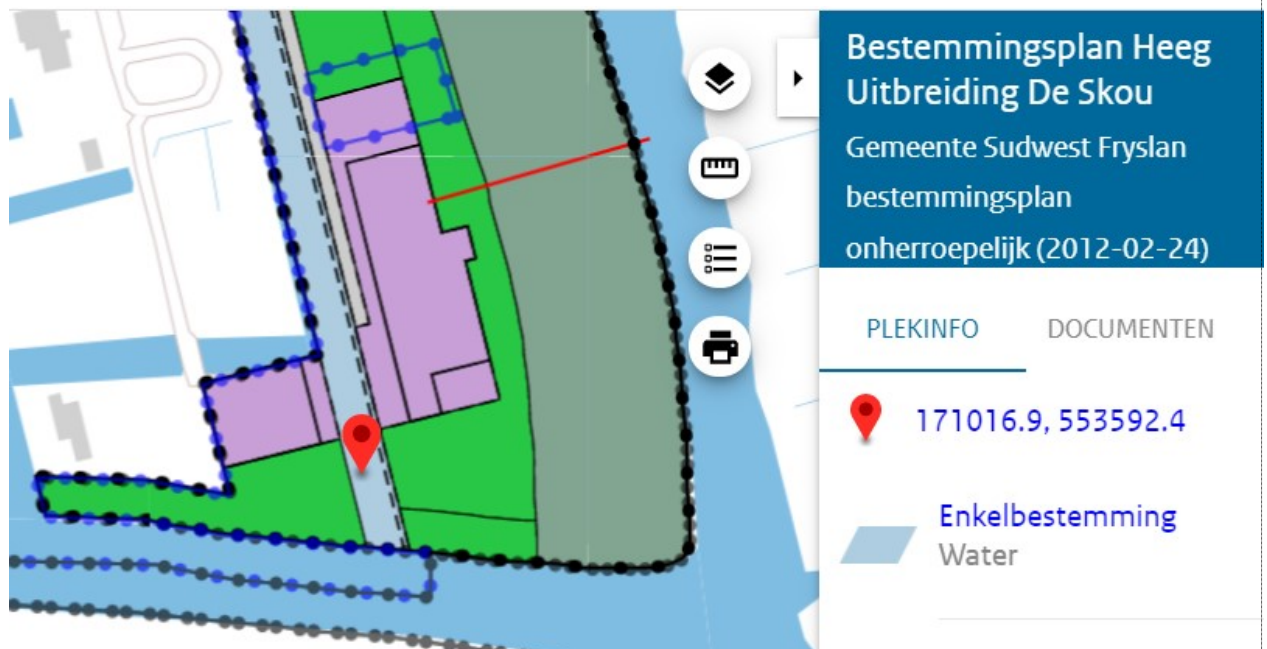 Bestemmingsplan Heeg
Uitbreiding De Skou
Gemeente Sudwest Fryslan
bestemmingsplan
onherroepelijk (2012-02-24)
PLEKINFO
DOCUMENTEN
171016.9, 553592.4
Enkelbestemming
Water